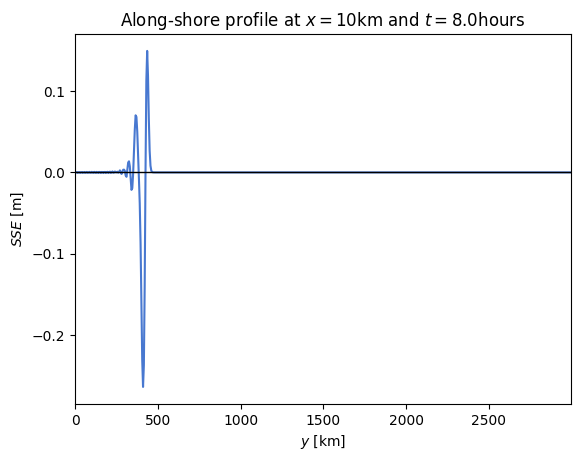 Along-shore profile at x = 10km and t = 8.0hours
0.1
0.0
−0.1
−0.2
SSE [m]
0 500 1000 1500 2000 2500
y [km]